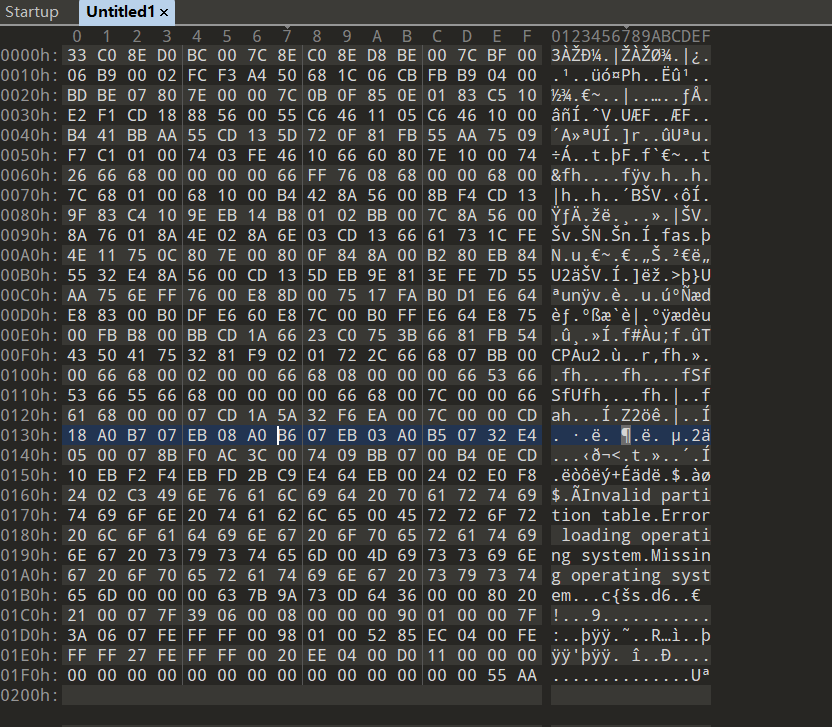 Startup Untitled1 ×
0 1 2 3 4 5 6 7 8 9 A B C D E F 0123456789ABCDEF
0000h: 33 C0 8E D0 BC 00 7C 8E C0 8E D8 BE 00 7C BF 00 3ÀŽÐ¼.|ŽÀŽØ¾.|¿.
0010h: 06 B9 00 02 FC F3 A4 50 68 1C 06 CB FB B9 04 00 .¹..üó¤Ph..Ëû¹..
0020h: BD BE 07 80 7E 00 00 7C 0B 0F 85 0E 01 83 C5 10 ½¾.€~..|..…..ƒÅ.
0030h: E2 F1 CD 18 88 56 00 55 C6 46 11 05 C6 46 10 00 âñÍ.ˆV.UÆF..ÆF..
0040h: B4 41 BB AA 55 CD 13 5D 72 0F 81 FB 55 AA 75 09 ´A»ªUÍ.]r..ûUªu.
0050h: F7 C1 01 00 74 03 FE 46 10 66 60 80 7E 10 00 74 ÷Á..t.þF.f`€~..t
0060h: 26 66 68 00 00 00 00 66 FF 76 08 68 00 00 68 00 &fh....fÿv.h..h.
0070h: 7C 68 01 00 68 10 00 B4 42 8A 56 00 8B F4 CD 13 |h..h..´BŠV.‹ôÍ.
0080h: 9F 83 C4 10 9E EB 14 B8 01 02 BB 00 7C 8A 56 00 ŸƒÄ.žë.¸..».|ŠV.
0090h: 8A 76 01 8A 4E 02 8A 6E 03 CD 13 66 61 73 1C FE Šv.ŠN.Šn.Í.fas.þ
00A0h: 4E 11 75 0C 80 7E 00 80 0F 84 8A 00 B2 80 EB 84 N.u.€~.€.„Š.²€ë„
00B0h: 55 32 E4 8A 56 00 CD 13 5D EB 9E 81 3E FE 7D 55 U2äŠV.Í.]ëž.>þ}U
00C0h: AA 75 6E FF 76 00 E8 8D 00 75 17 FA B0 D1 E6 64 ªunÿv.è..u.ú°Ñæd
00D0h: E8 83 00 B0 DF E6 60 E8 7C 00 B0 FF E6 64 E8 75 èƒ.°ßæ`è|.°ÿædèu
00E0h: 00 FB B8 00 BB CD 1A 66 23 C0 75 3B 66 81 FB 54 .û¸.»Í.f#Àu;f.ûT
00F0h: 43 50 41 75 32 81 F9 02 01 72 2C 66 68 07 BB 00 CPAu2.ù..r,fh.».
0100h: 00 66 68 00 02 00 00 66 68 08 00 00 00 66 53 66 .fh....fh....fSf
0110h: 53 66 55 66 68 00 00 00 00 66 68 00 7C 00 00 66 SfUfh....fh.|..f
0120h: 61 68 00 00 07 CD 1A 5A 32 F6 EA 00 7C 00 00 CD ah...Í.Z2öê.|..Í
0130h: 18 A0 B7 07 EB 08 A0 B6 07 EB 03 A0 B5 07 32 E4 . ·.ë. ¶.ë. µ.2ä
0140h: 05 00 07 8B F0 AC 3C 00 74 09 BB 07 00 B4 0E CD ...‹ð¬<.t.»..´.Í
0150h: 10 EB F2 F4 EB FD 2B C9 E4 64 EB 00 24 02 E0 F8 .ëòôëý+Éädë.$.àø
0160h: 24 02 C3 49 6E 76 61 6C 69 64 20 70 61 72 74 69 $.ÃInvalid parti
0170h: 74 69 6F 6E 20 74 61 62 6C 65 00 45 72 72 6F 72 tion table.Error
0180h: 20 6C 6F 61 64 69 6E 67 20 6F 70 65 72 61 74 69  loading operati
0190h: 6E 67 20 73 79 73 74 65 6D 00 4D 69 73 73 69 6E ng system.Missin
01A0h: 67 20 6F 70 65 72 61 74 69 6E 67 20 73 79 73 74 g operating syst
01B0h: 65 6D 00 00 00 63 7B 9A 73 0D 64 36 00 00 80 20 em...c{šs.d6..€
01C0h: 21 00 07 7F 39 06 00 08 00 00 00 90 01 00 00 7F !...9...........
01D0h: 3A 06 07 FE FF FF 00 98 01 00 52 85 EC 04 00 FE :..þÿÿ.˜..R…ì..þ
01E0h: FF FF 27 FE FF FF 00 20 EE 04 00 D0 11 00 00 00 ÿÿ'þÿÿ. î..Ð....
01F0h: 00 00 00 00 00 00 00 00 00 00 00 00 00 00 55 AA ..............Uª
0200h: